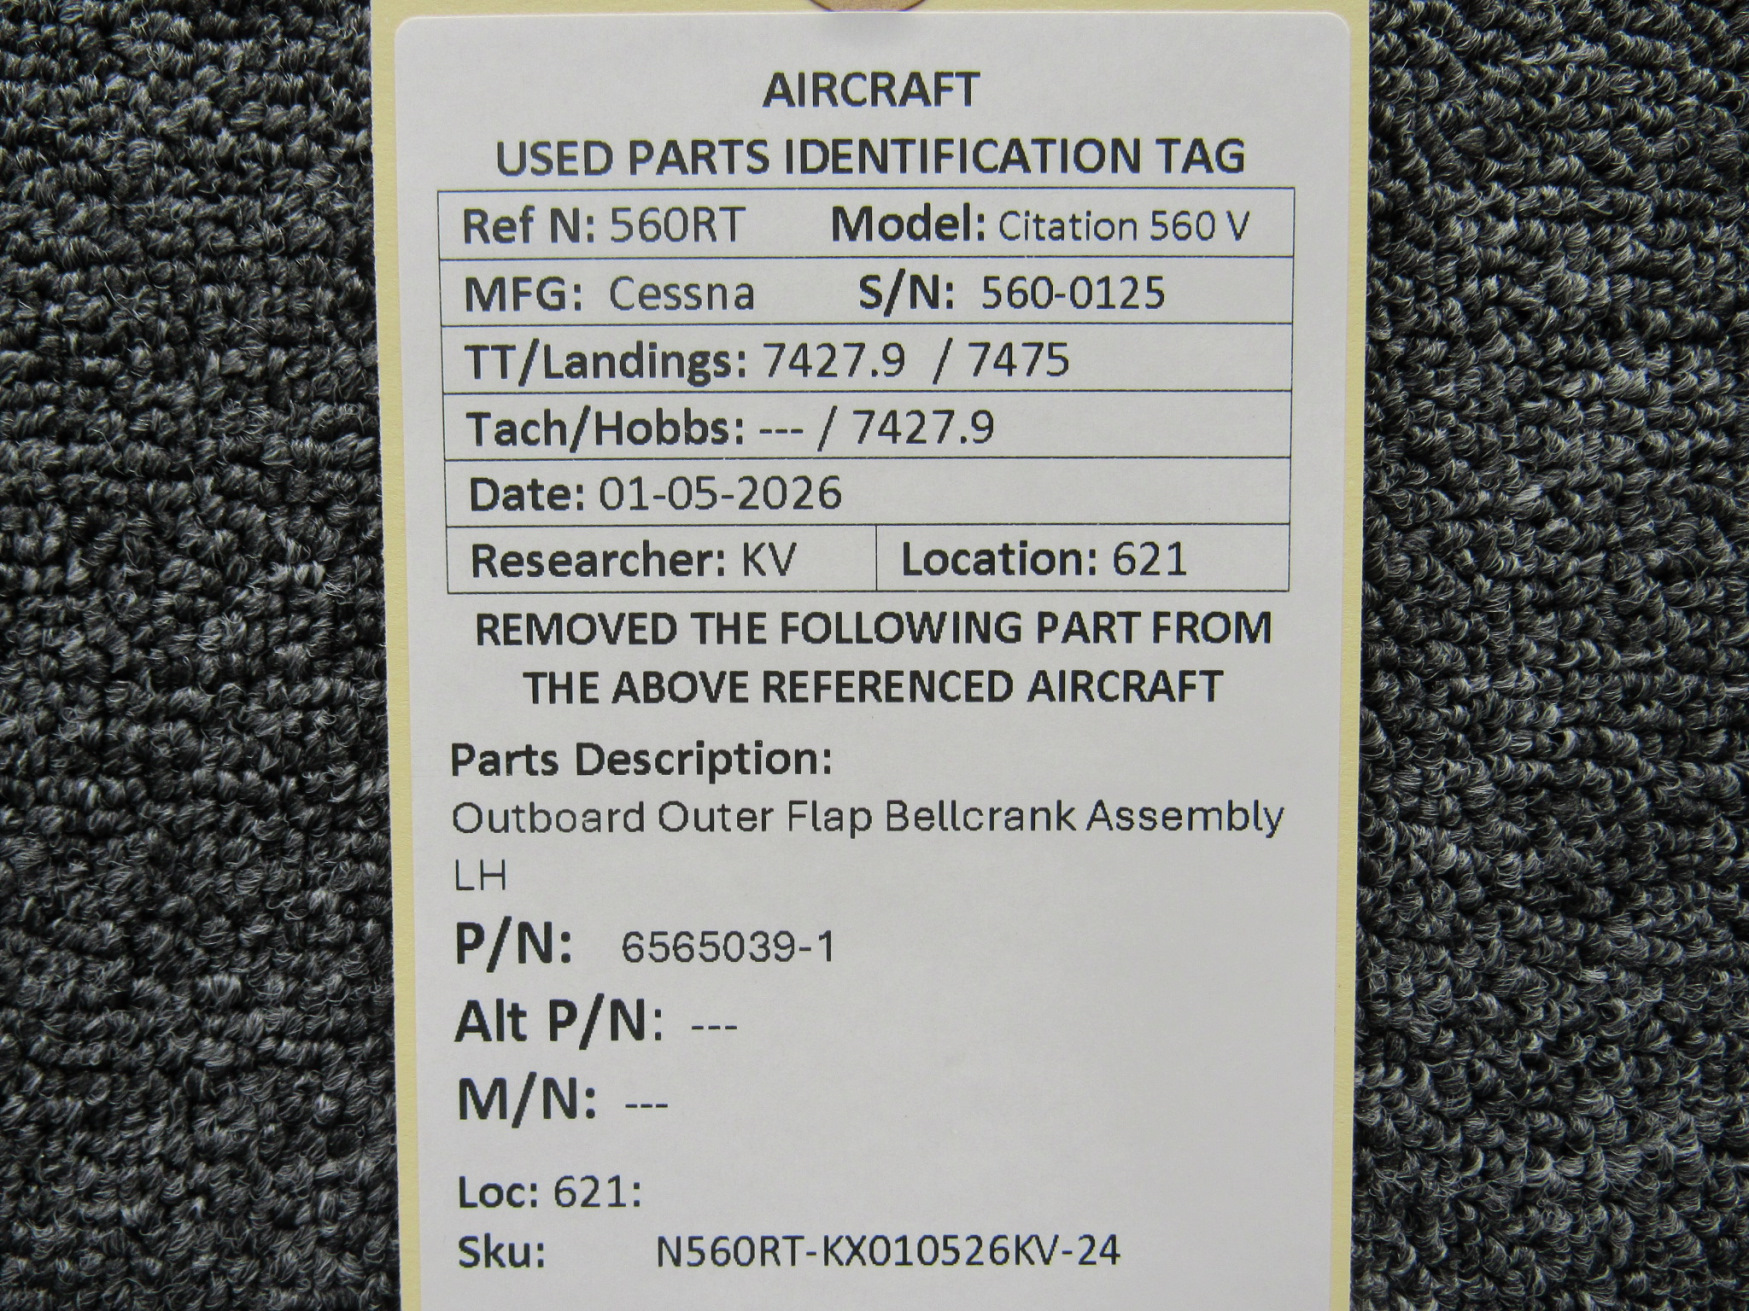 AIRCRAFT
USED PARTS IDENTIFICATION TAG
Ref N: 560RT Model: Citation 560 V
MFG: Cessna S/N: 560-0125
TT/Landings: 7427.9 / 7475
Tach/Hobbs: --- / 7427.9
Date: 01-05-2026
Researcher: KV Location: 621
REMOVED THE FOLLOWING PART FROM
THE ABOVE REFERENCED AIRCRAFT
Parts Description:
Outboard Outer Flap Bellcrank Assembly
LH
P/N: 6565039-1
Alt P/N: ---
M/N: ---
Loc: 621:
Sku: N560RT-KX010526KV-24